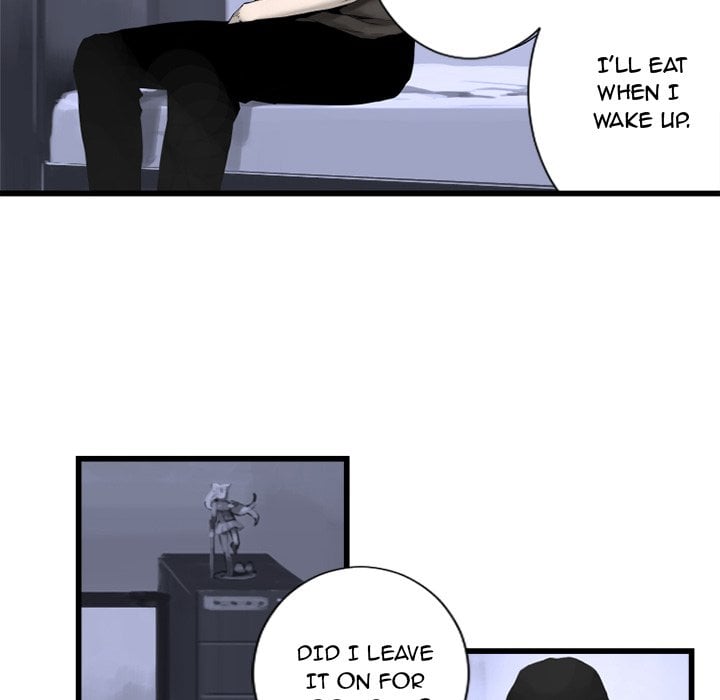 I'LL EAT
WHEN I
WAKE UP.
DID I LEAVE
IT ON FOR